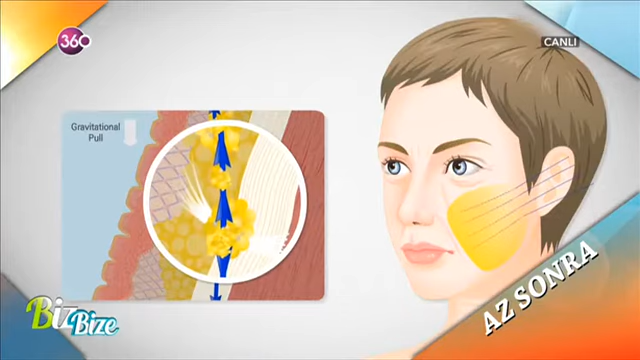 360
CANLI
Gravitational
Pull
Biz
Bize
AZ SONRA